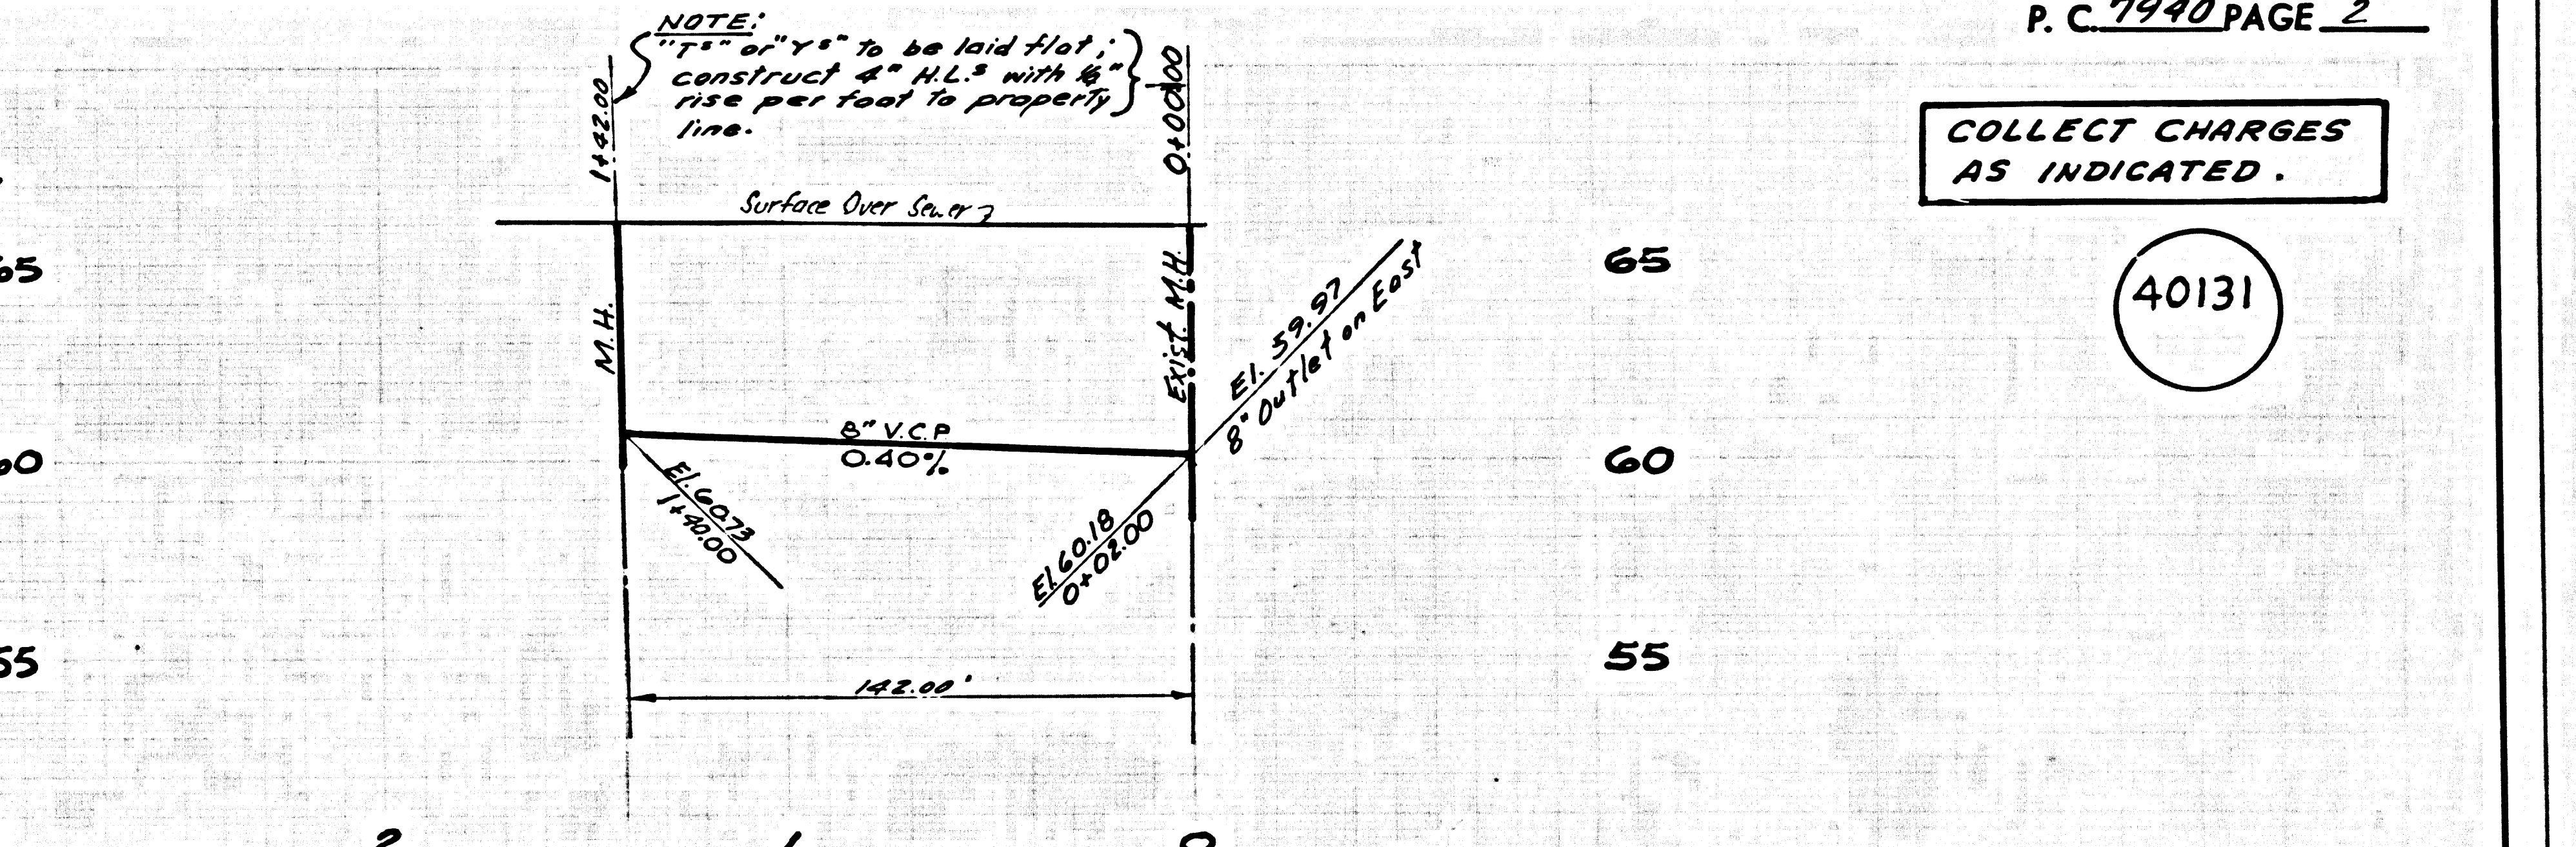 P. C. 7940 PAGE 2
NOTE:
"Tˢ" or "Yˢ" to be laid flat;
construct 4" H.L.ˢ with
rise per foot to property
line.
1+42.00
0+00.00
COLLECT CHARGES
AS INDICATED.
Surface Over Sewer
65
65
40131
M.H.
Exist. M.H.
El. 59.97
8" Outlet on East
8" V.C.P.
0.40%
60
60
El. 60.73
1+40.00
El. 60.18
0+02.00
55
55
142.00'
2
1
0